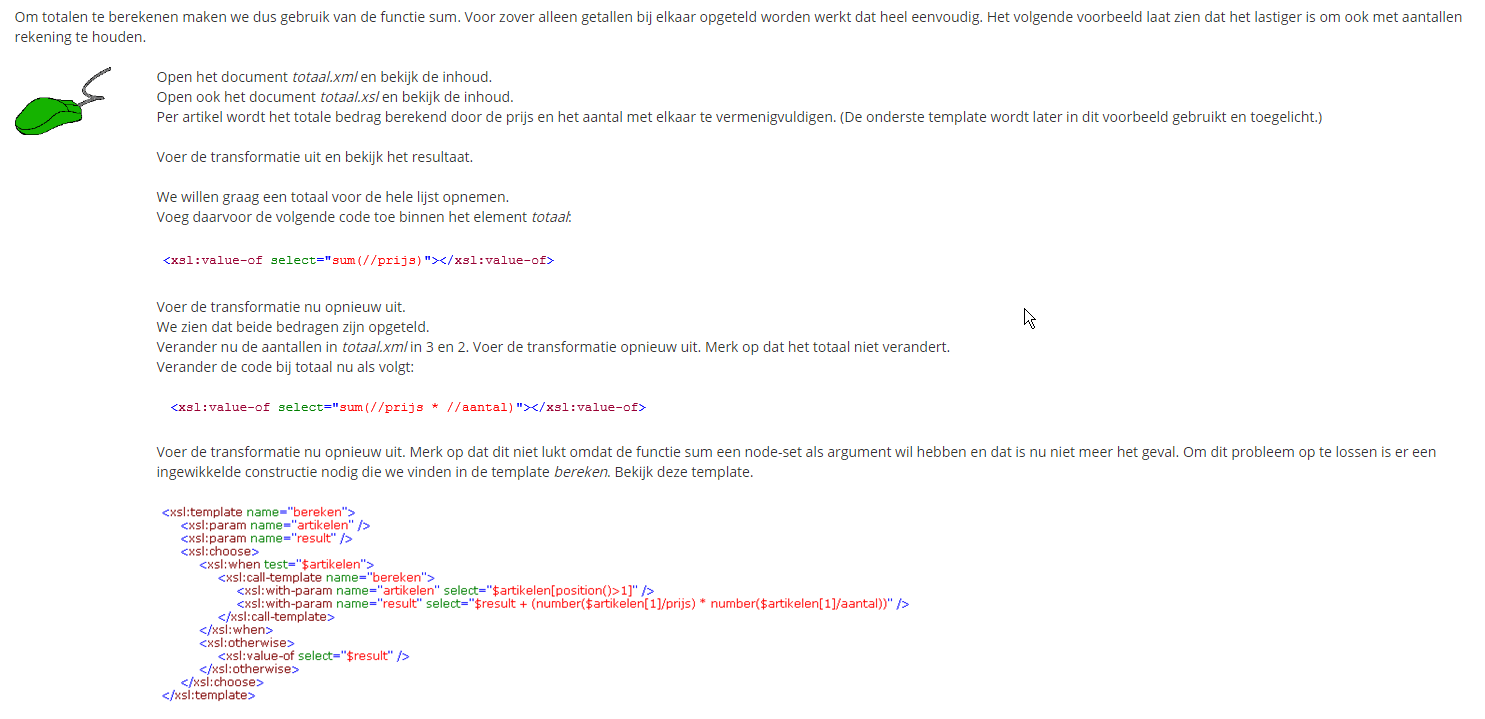 Om totalen te berekenen maken we dus gebruik van de functie sum. Voor zover alleen getallen bij elkaar opgeteld worden werkt dat heel eenvoudig. Het volgende voorbeeld laat zien dat het lastiger is om ook met aantallen
rekening te houden.
Open het document totaal.xml en bekijk de inhoud.
Open ook het document totaal.xsl en bekijk de inhoud.
Per artikel wordt het totale bedrag berekend door de prijs en het aantal met elkaar te vermenigvuldigen. (De onderste template wordt later in dit voorbeeld gebruikt en toegelicht.)
Voer de transformatie uit en bekijk het resultaat.
We willen graag een totaal voor de hele lijst opnemen.
Voeg daarvoor de volgende code toe binnen het element totaal:
<xsl:value-of select="sum(//prijs)"></xsl:value-of>
Voer de transformatie nu opnieuw uit.
We zien dat beide bedragen zijn opgeteld.
Verander nu de aantallen in totaal.xml in 3 en 2. Voer de transformatie opnieuw uit. Merk op dat het totaal niet verandert.
Verander de code bij totaal nu als volgt:
<xsl:value-of select="sum(//prijs * //aantal)"></xsl:value-of>
Voer de transformatie nu opnieuw uit. Merk op dat dit niet lukt omdat de functie sum een node-set als argument wil hebben en dat is nu niet meer het geval. Om dit probleem op te lossen is er een
ingewikkelde constructie nodig die we vinden in de template bereken. Bekijk deze template.
<xsl:template name="bereken">
<xsl:param name="artikelen" />
<xsl:param name="result" />
<xsl:choose>
<xsl:when test="$artikelen">
<xsl:call-template name="bereken">
<xsl:with-param name="artikelen" select="$artikelen[position()>1]" />
<xsl:with-param name="result" select="$result + (number($artikelen[1]/prijs) * number($artikelen[1]/aantal))" />
</xsl:call-template>
</xsl:when>
<xsl:otherwise>
<xsl:value-of select="$result" />
</xsl:otherwise>
</xsl:choose>
</xsl:template>